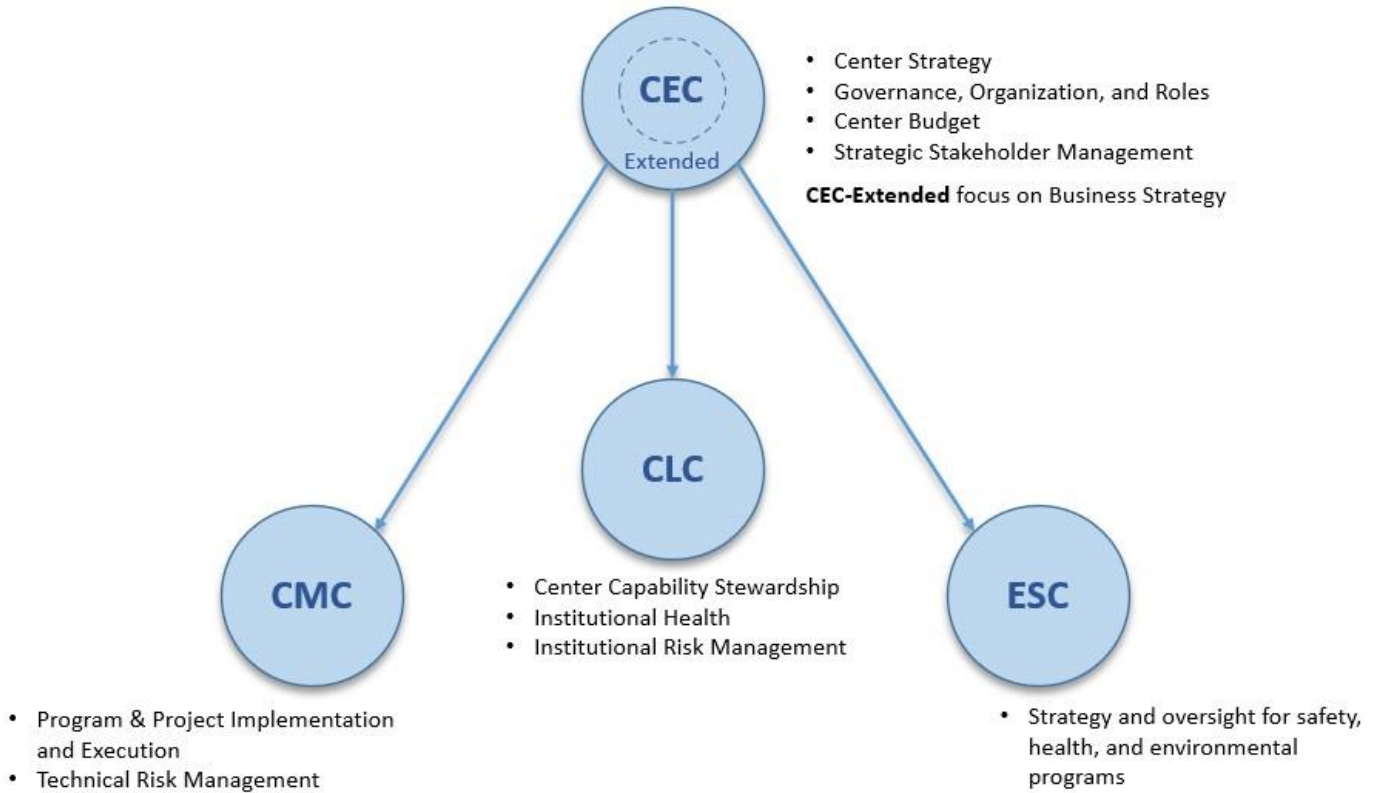 CEC
Extended
• Center Strategy
• Governance, Organization, and Roles
• Center Budget
• Strategic Stakeholder Management
CEC-Extended focus on Business Strategy
CLC
• Center Capability Stewardship
• Institutional Health
• Institutional Risk Management
CMC
• Program & Project Implementation
and Execution
• Technical Risk Management
ESC
• Strategy and oversight for safety,
health, and environmental
programs